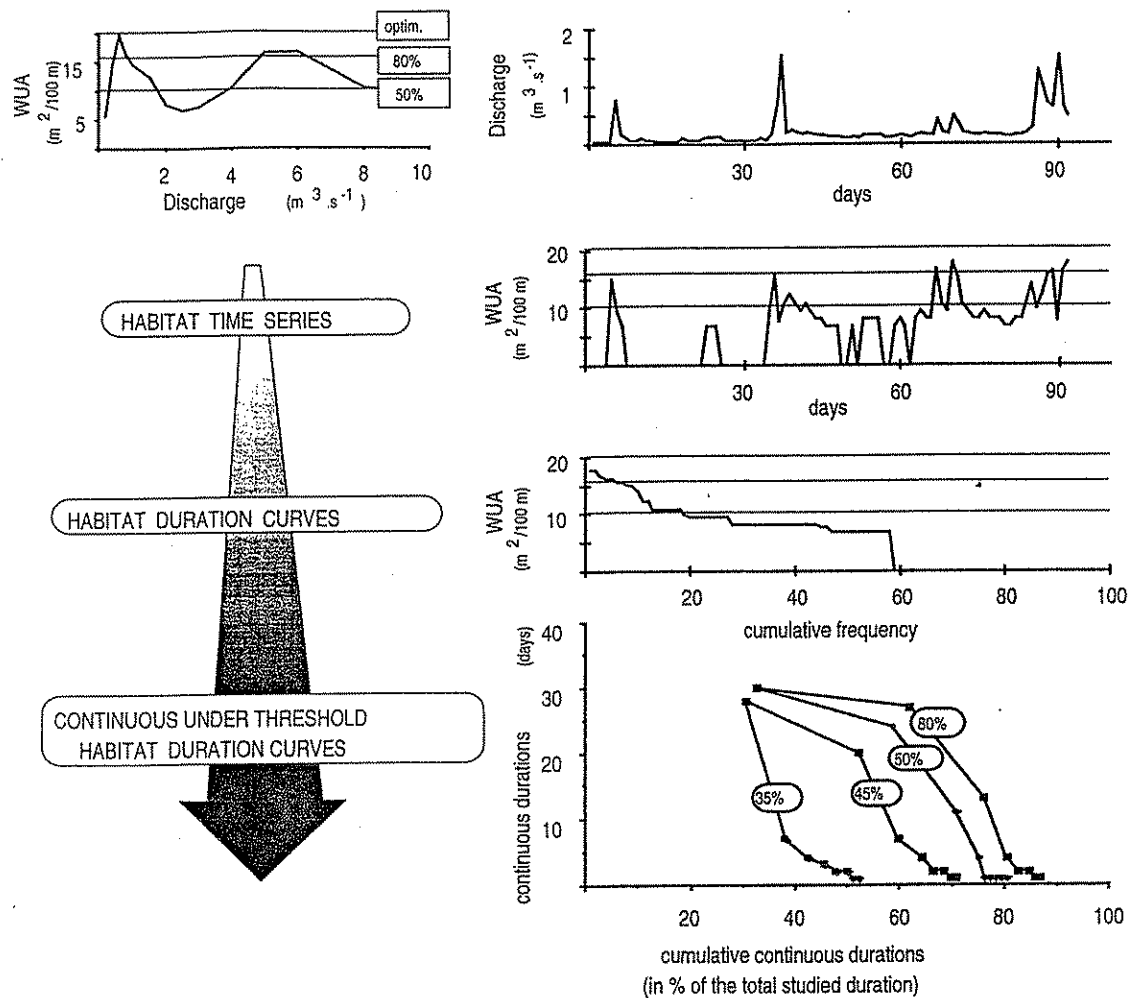 optim.
80%
50%
15
5
WUA
(m 2 /100 m)
2 4 6 8 10
Discharge (m 3 .s -1 )
2
1
Discharge
(m 3 .s -1 )
30 60 90
days
HABITAT TIME SERIES
20
10
WUA
(m 2 /100 m)
30 60 90
days
HABITAT DURATION CURVES
20
10
WUA
(m 2 /100 m)
20 40 60 80 100
cumulative frequency
CONTINUOUS UNDER THRESHOLD
HABITAT DURATION CURVES
40
30
20
10
continuous durations (days)
35%
45%
50%
80%
20 40 60 80 100
cumulative continuous durations
(in % of the total studied duration)